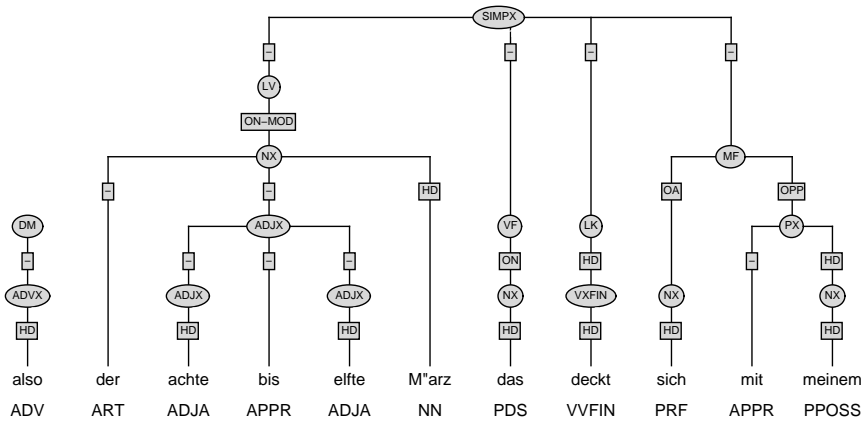 SIMPX
– – – –
LV
ON–MOD
NX MF
– – HD OA OPP
DM ADJX VF LK PX
– – – – ON HD – HD
ADVX ADJX ADJX NX VXFIN NX NX
HD HD HD HD HD HD HD
also der achte bis elfte M"arz das deckt sich mit meinem
ADV ART ADJA APPR ADJA NN PDS VVFIN PRF APPR PPOSS